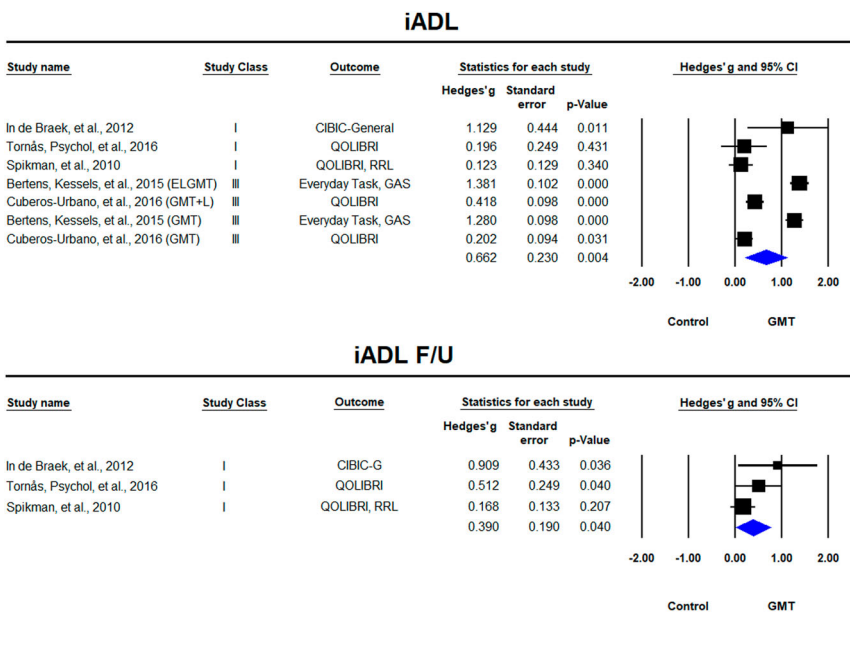 iADL
Study name Study Class Outcome Statistics for each study Hedges'g and 95% CI
Hedges'g Standard error p-Value
In de Braek, et al., 2012 I CIBIC-General 1.129 0.444 0.011
Tornås, Psychol, et al., 2016 I QOLIBRI 0.196 0.249 0.431
Spikman, et al., 2010 I QOLIBRI, RRL 0.123 0.129 0.340
Bertens, Kessels, et al., 2015 (ELGMT) III Everyday Task, GAS 1.381 0.102 0.000
Cuberos-Urbano, et al., 2016 (GMT+L) III QOLIBRI 0.418 0.098 0.000
Bertens, Kessels, et al., 2015 (GMT) III Everyday Task, GAS 1.280 0.098 0.000
Cuberos-Urbano, et al., 2016 (GMT) III QOLIBRI 0.202 0.094 0.031
0.662 0.230 0.004
-2.00 -1.00 0.00 1.00 2.00
Control GMT
iADL F/U
Study name Study Class Outcome Statistics for each study Hedges'g and 95% CI
Hedges'g Standard error p-Value
In de Braek, et al., 2012 I CIBIC-G 0.909 0.433 0.036
Tornås, Psychol, et al., 2016 I QOLIBRI 0.512 0.249 0.040
Spikman, et al., 2010 I QOLIBRI, RRL 0.168 0.133 0.207
0.390 0.190 0.040
-2.00 -1.00 0.00 1.00 2.00
Control GMT